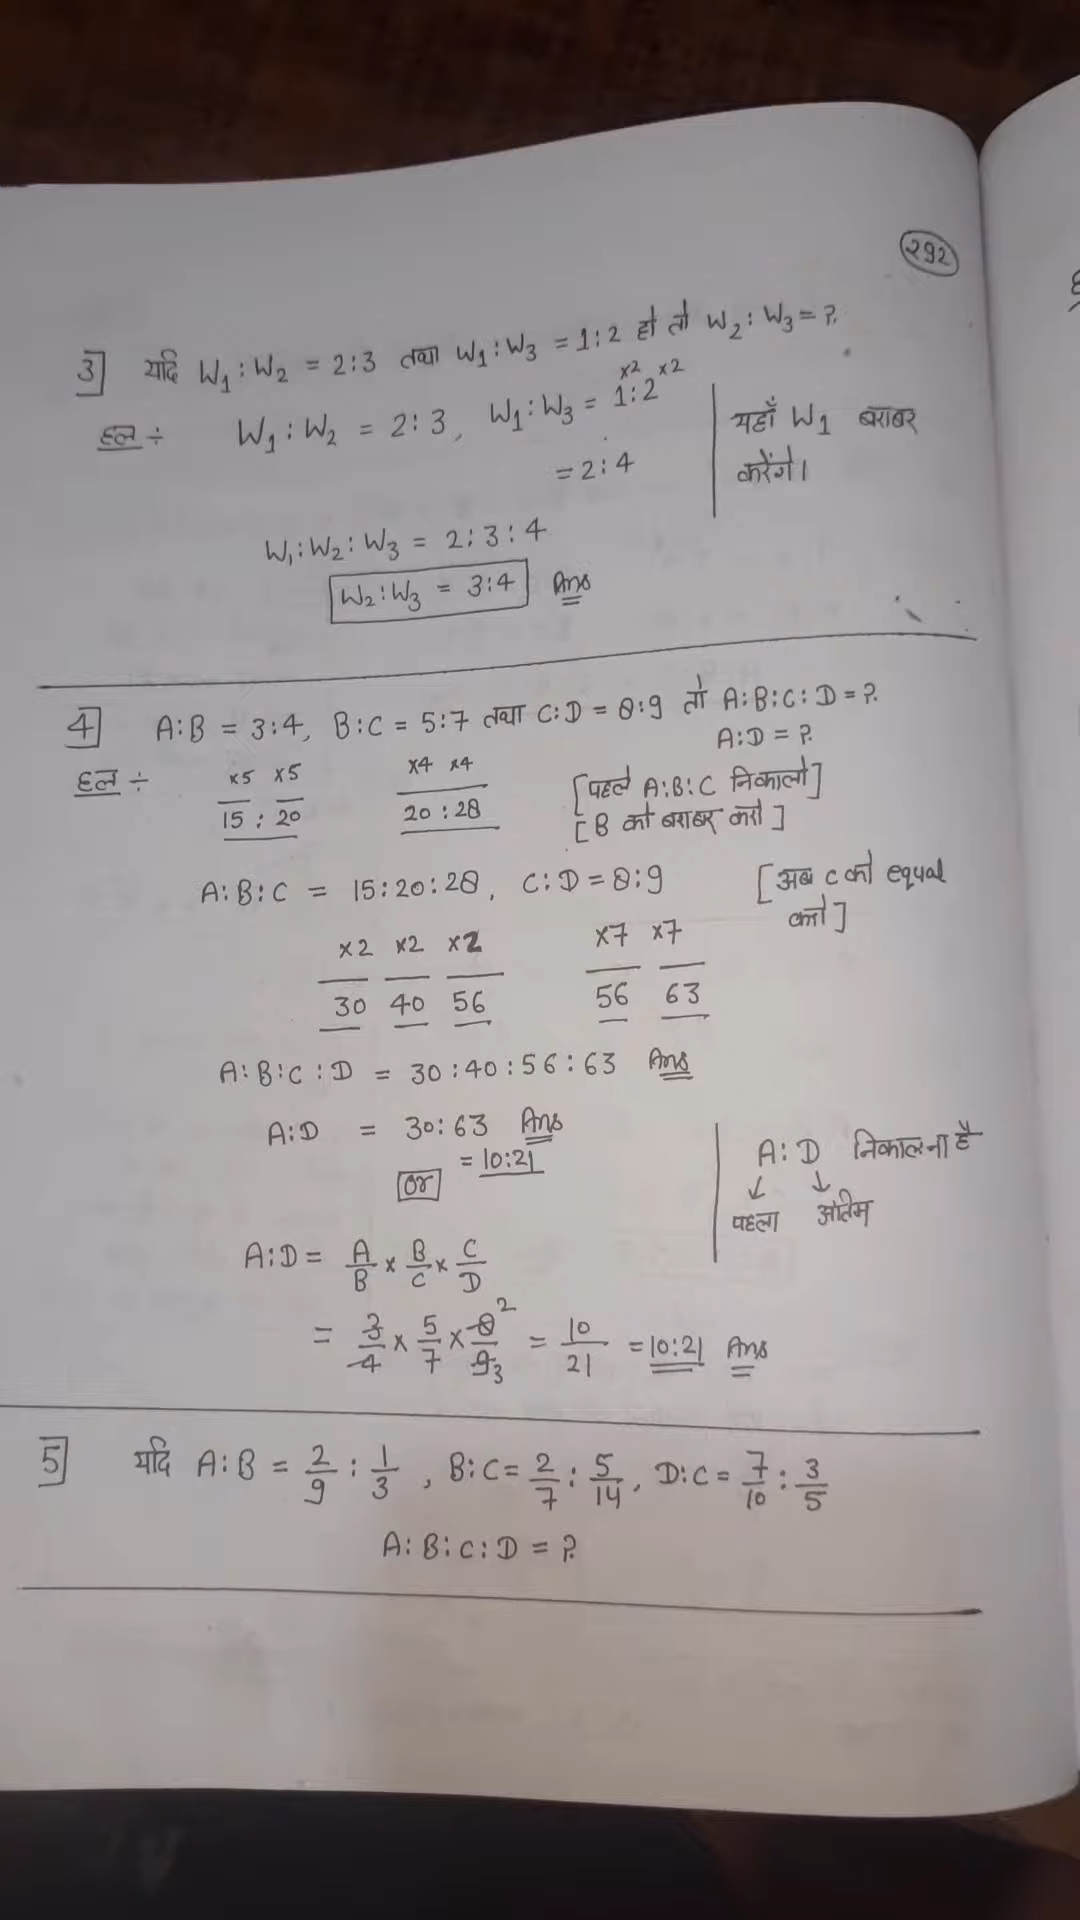 292
3] यदि W₁:W₂ = 2:3 तथा W₁:W₃ = 1:2 हो तो W₂:W₃ = ?
हल ÷ W₁:W₂ = 2:3, W₁:W₃ = 1:2 ×2 ×2
= 2:4
यहाँ W₁ बराबर
करेंगे।
W₁:W₂:W₃ = 2:3:4
W₂:W₃ = 3:4 Ans
4] A:B = 3:4, B:C = 5:7 तथा C:D = 8:9 तो A:B:C:D = ?
A:D = ?
हल ÷ ×5 ×5 ×4 ×4
15 : 20 20 : 28
[पहले A:B:C निकालो]
[B को बराबर करो]
A:B:C = 15:20:28, C:D = 8:9 [अब C को equal
करो]
×2 ×2 ×2 ×7 ×7
30 40 56 56 63
A:B:C:D = 30:40:56:63 Ans
A:D = 30:63 Ans
= 10:21
or
A:D निकालना है
↓ ↓
पहला अंतिम
A:D = A/B × B/C × C/D
= 3/4 × 5/7 × 8/9 2 3 = 10/21 = 10:21 Ans
5] यदि A:B = 2/9 : 1/3, B:C = 2/7 : 5/14, D:C = 7/10 : 3/5
A:B:C:D = ?